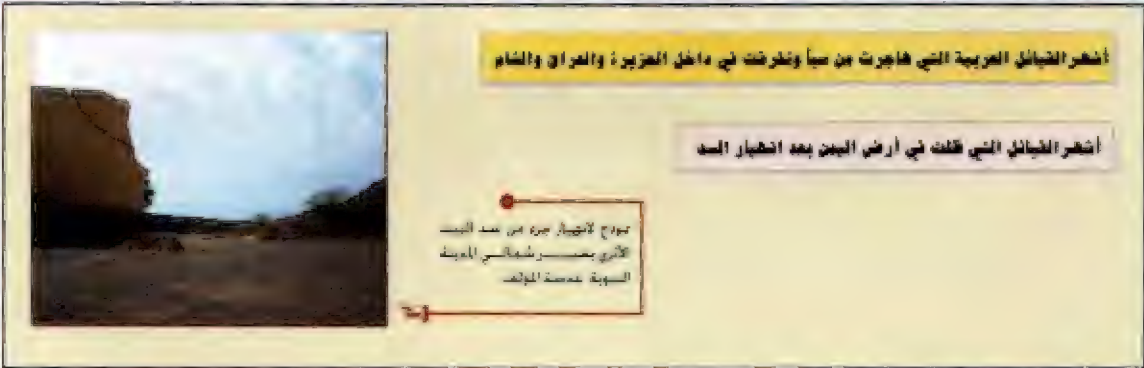 أشهر القبائل العربية التي هاجرت من سبأ وتفرقت في داخل الجزيرة والعراق والشام
أشهر القبائل التي ظلت في أرض اليمن بعد انهيار السد
نموذج لانهيار جزء من سد
الأثري شمالي المدينة
النبوية عدسة المؤلف